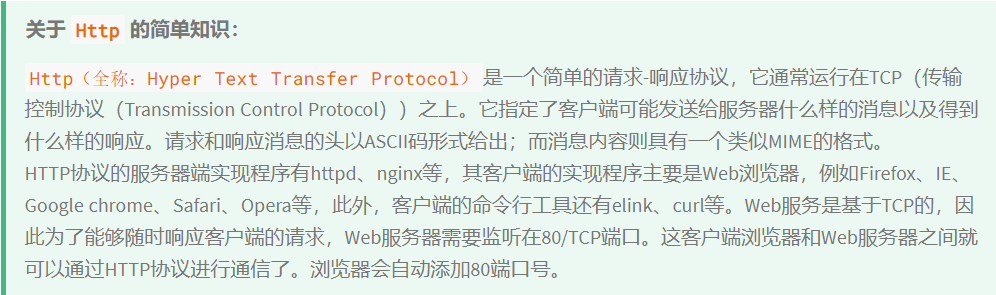 关于 Http 的简单知识：
Http（全称：Hyper Text Transfer Protocol）是一个简单的请求-响应协议，它通常运行在TCP（传输
控制协议（Transmission Control Protocol））之上。它指定了客户端可能发送给服务器什么样的消息以及得到
什么样的响应。请求和响应消息的头以ASCII码形式给出；而消息内容则具有一个类似MIME的格式。
HTTP协议的服务器端实现程序有httpd、nginx等，其客户端的实现程序主要是Web浏览器，例如Firefox、IE、
Google chrome、Safari、Opera等，此外，客户端的命令行工具还有elink、curl等。Web服务是基于TCP的，因
此为了能够随时响应客户端的请求，Web服务器需要监听在80/TCP端口。这客户端浏览器和Web服务器之间就
可以通过HTTP协议进行通信了。浏览器会自动添加80端口号。